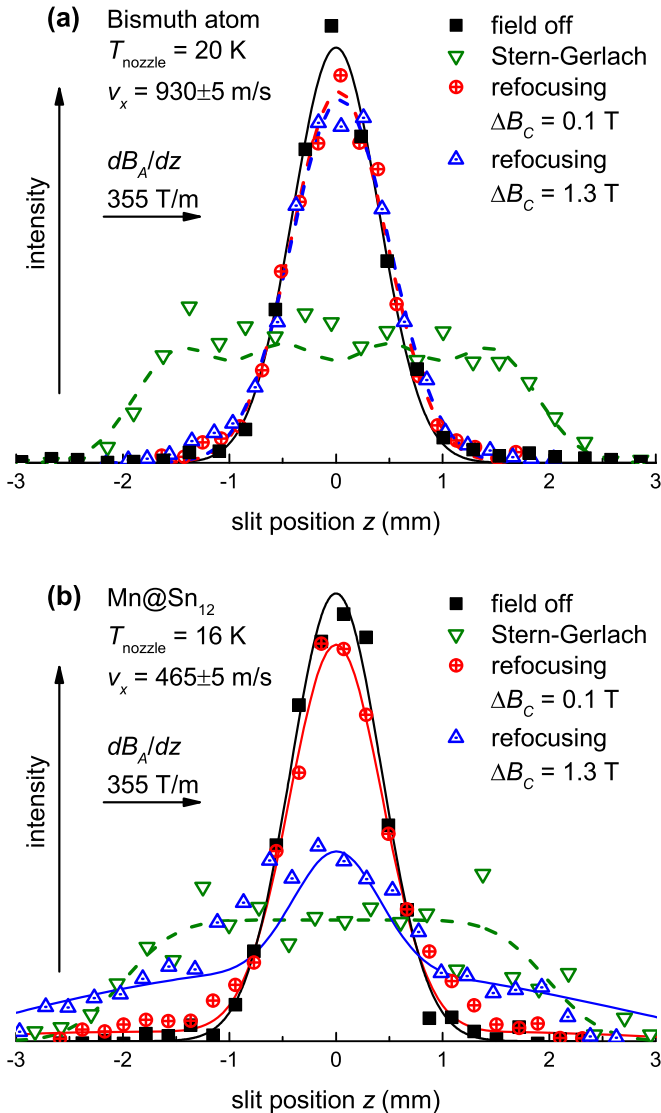 (a)
Bismuth atom
T_nozzle = 20 K
v_x = 930±5 m/s
dB_A/dz
355 T/m
field off
Stern-Gerlach
refocusing
ΔB_C = 0.1 T
refocusing
ΔB_C = 1.3 T
intensity
-3 -2 -1 0 1 2 3
slit position z (mm)
(b)
Mn@Sn₁₂
T_nozzle = 16 K
v_x = 465±5 m/s
dB_A/dz
355 T/m
field off
Stern-Gerlach
refocusing
ΔB_C = 0.1 T
refocusing
ΔB_C = 1.3 T
intensity
-3 -2 -1 0 1 2 3
slit position z (mm)